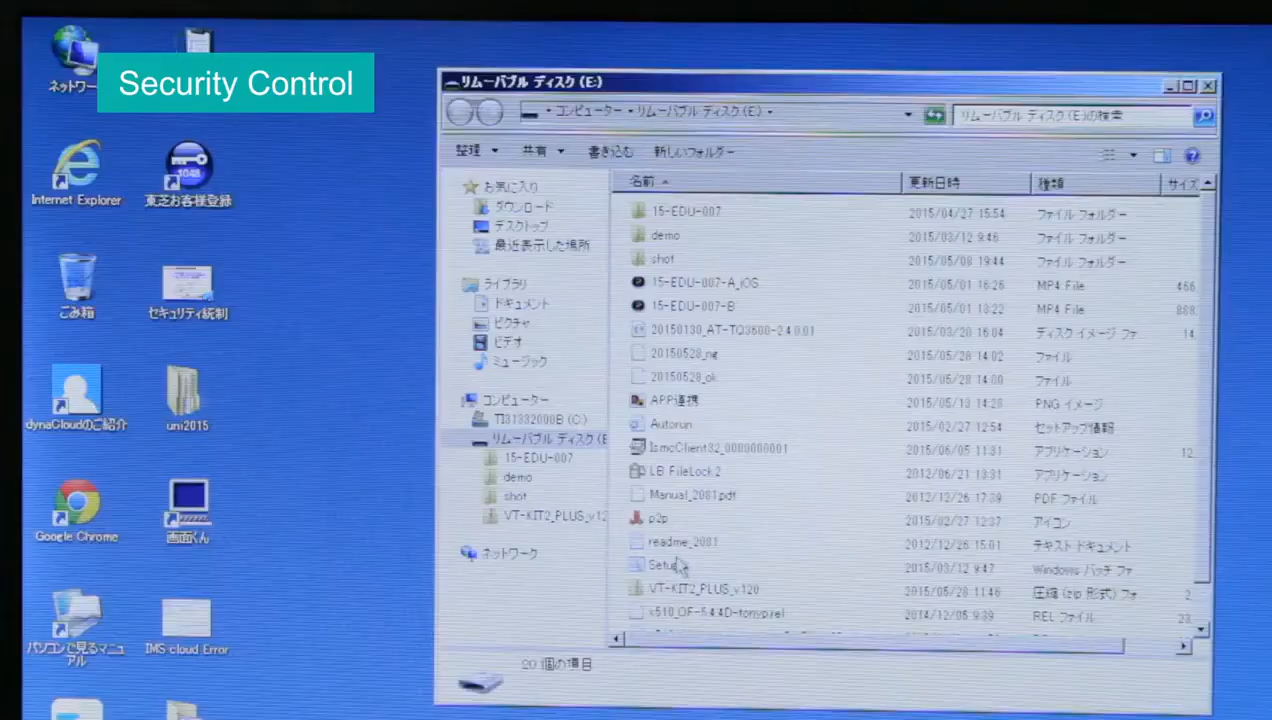 Security Control
ネットワー
Internet Explorer
1048
東芝お客様登録
ごみ箱
セキュリティ統制
dynaCloudのご紹介
uni2015
Google Chrome
画面くん
パソコンで見るマニュ
アル
IMS cloud Error
リムーバブル ディスク (E:)
コンピューター
リムーバブル ディスク (E:)
リムーバブル ディスク (E:)の検索
整理
共有
書き込む
新しいフォルダー
お気に入り
ダウンロード
デスクトップ
最近表示した場所
ライブラリ
ドキュメント
ピクチャ
ビデオ
ミュージック
コンピューター
TI31332000B (C:)
リムーバブル ディスク (E
15-EDU-007
demo
shot
VT-KIT2_PLUS_v12
ネットワーク
名前 更新日時 種類 サイズ
15-EDU-007 2015/04/27 15:54 ファイル フォルダー
demo 2015/03/12 9:46 ファイル フォルダー
shot 2015/05/08 19:44 ファイル フォルダー
15-EDU-007-A_iOS 2015/05/01 16:26 MP4 File 466
15-EDU-007-B 2015/05/01 13:22 MP4 File 888
20150130_AT-TQ3600-2.4.0.01 2015/03/20 16:04 ディスク イメージ ファ 14
20150528_ng 2015/05/28 14:02 ファイル
20150528_ok 2015/05/28 14:00 ファイル
APP連携 2015/05/13 14:28 PNG イメージ
Autorun 2015/02/27 12:54 セットアップ情報
IsmcClient32_0000000001 2015/06/05 11:31 アプリケーション 12
LB FileLock2 2012/06/21 13:31 アプリケーション
Manual_2081.pdf 2012/12/26 17:39 PDF ファイル
p2p 2015/02/27 12:37 アイコン
readme_2081 2012/12/26 15:01 テキスト ドキュメント
Setup 2015/03/12 9:47 Windows バッチ ファ
VT-KIT2_PLUS_v120 2015/05/28 11:46 圧縮 (zip 形式) フォ 2
x510_OF-5.4.4D-tonypi.rel 2014/12/05 9:39 REL ファイル 23
20 個の項目